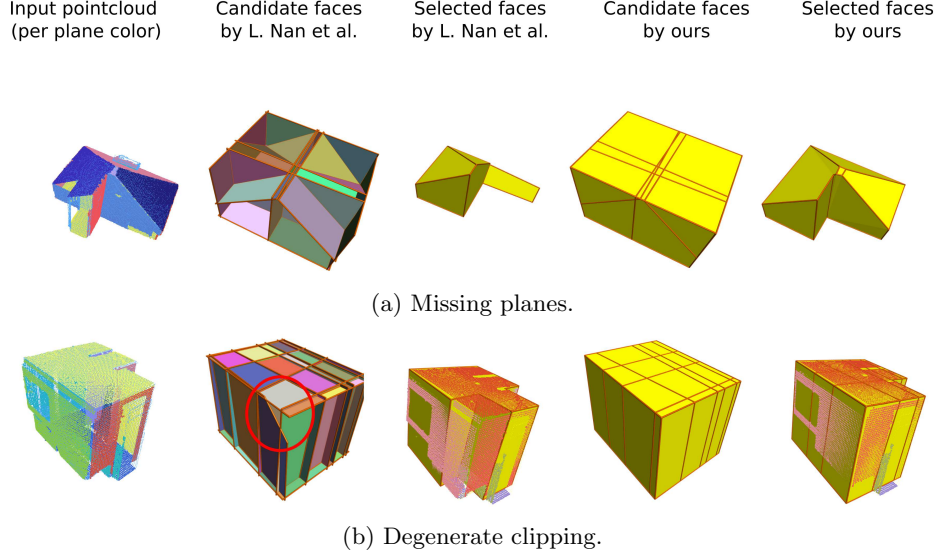 Input pointcloud
(per plane color)
Candidate faces
by L. Nan et al.
Selected faces
by L. Nan et al.
Candidate faces
by ours
Selected faces
by ours
(a) Missing planes.
(b) Degenerate clipping.